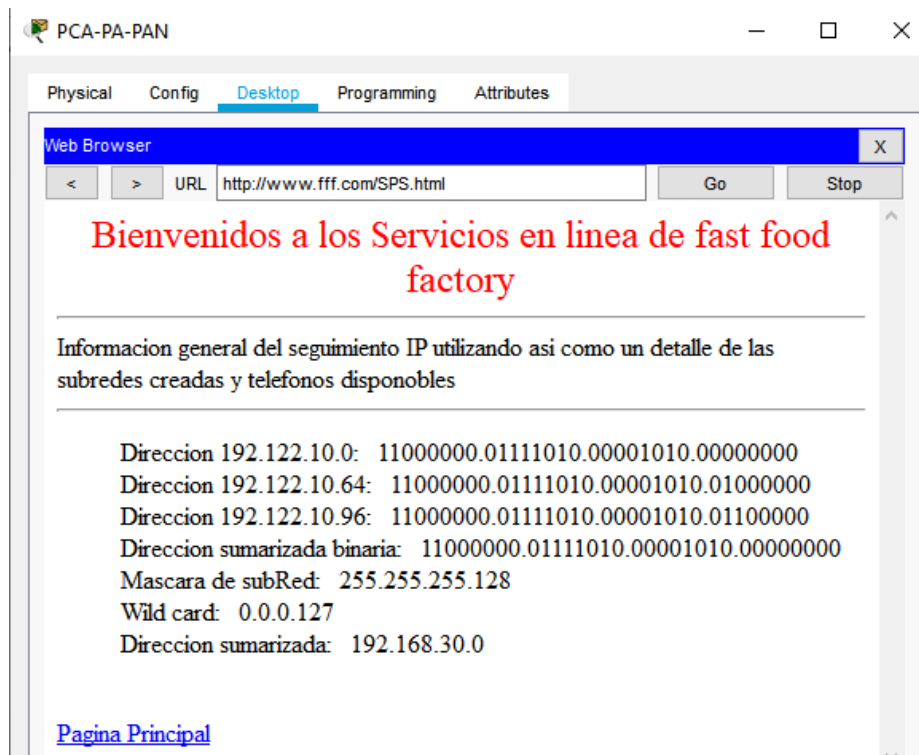 PCA-PA-PAN
Physical Config Desktop Programming Attributes
Web Browser X
< > URL http://www.fff.com/SPS.html Go Stop
Bienvenidos a los Servicios en linea de fast food
factory
Informacion general del seguimiento IP utilizando asi como un detalle de las
subredes creadas y telefonos disponobles
Direccion 192.122.10.0: 11000000.01111010.00001010.00000000
Direccion 192.122.10.64: 11000000.01111010.00001010.01000000
Direccion 192.122.10.96: 11000000.01111010.00001010.01100000
Direccion sumarizada binaria: 11000000.01111010.00001010.00000000
Mascara de subRed: 255.255.255.128
Wild card: 0.0.0.127
Direccion sumarizada: 192.168.30.0
Pagina Principal